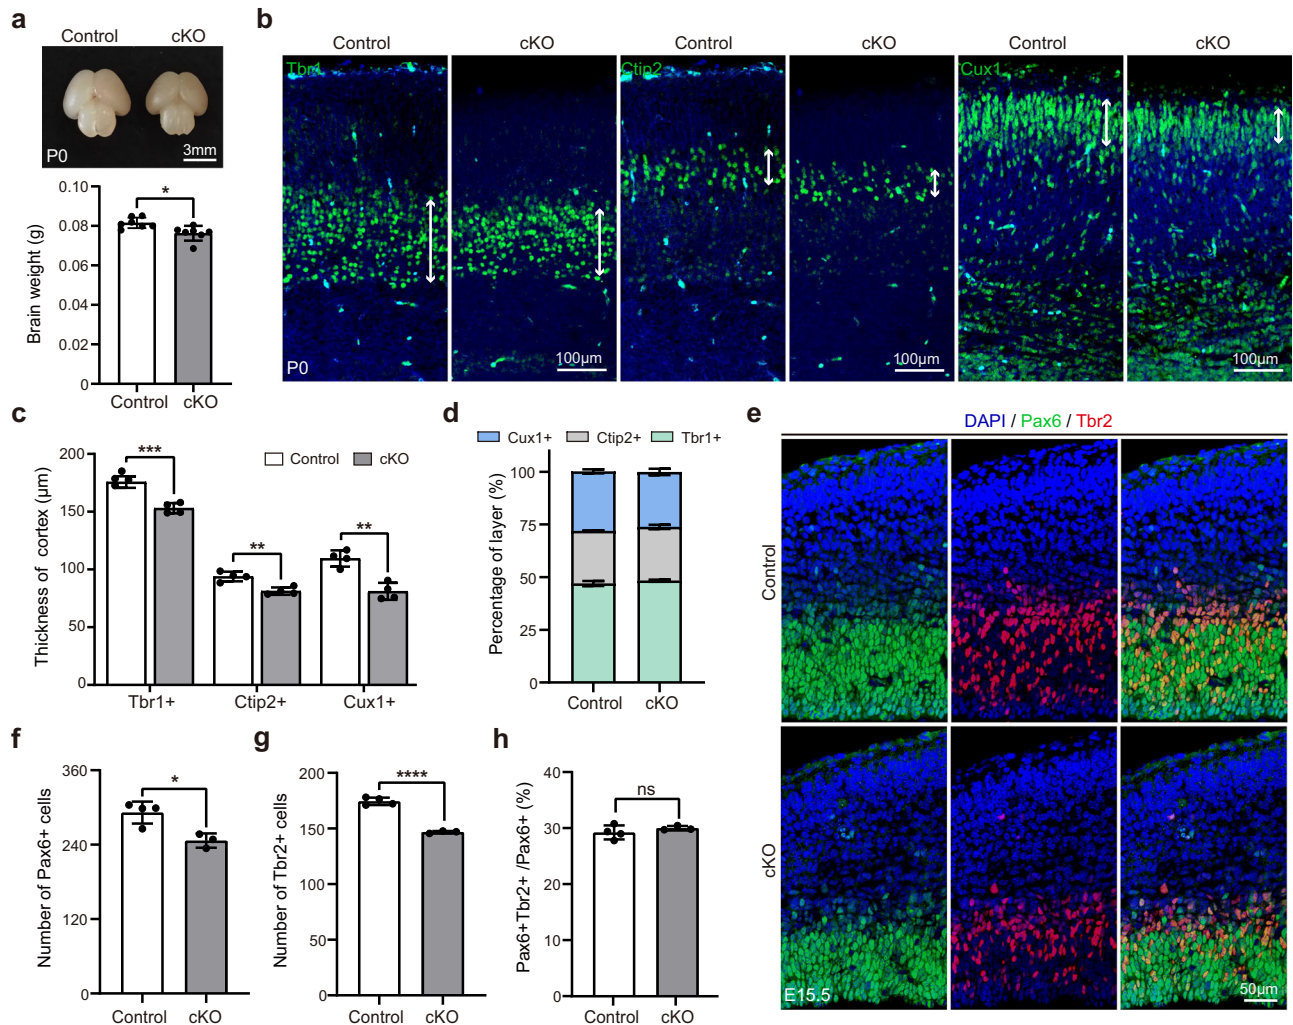 a
Control cKO
P0
3mm
*
0.10
0.08
0.06
0.04
0.02
0
Brain weight (g)
Control cKO
b
Control cKO Control cKO Control cKO
Tbr1 Ctip2 Cux1
P0 100µm 100µm 100µm
c
Control cKO
200
150
100
50
0
Thickness of cortex (µm)
*** ** **
Tbr1+ Ctip2+ Cux1+
d
Cux1+ Ctip2+ Tbr1+
100
75
50
25
0
Percentage of layer (%)
Control cKO
e
DAPI / Pax6 / Tbr2
Control
cKO
E15.5
50µm
f
360
240
120
0
Number of Pax6+ cells
*
Control cKO
g
200
150
100
50
0
Number of Tbr2+ cells
****
Control cKO
h
40
30
20
10
0
Pax6+Tbr2+ /Pax6+ (%)
ns
Control cKO